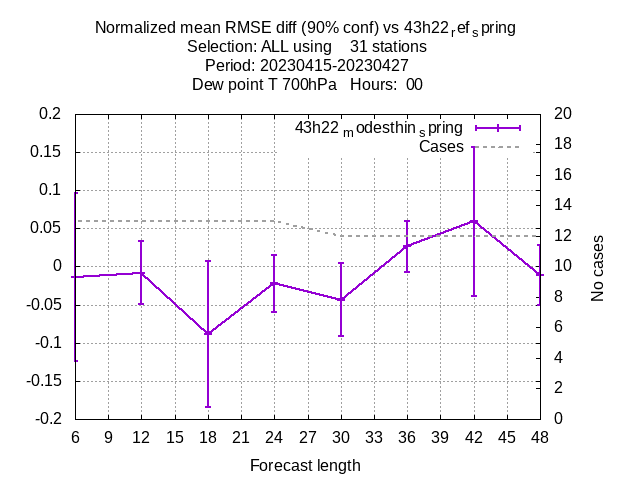 Normalized mean RMSE diff (90% conf) vs 43h22refspring
Selection: ALL using 31 stations
Period: 20230415-20230427
Dew point T 700hPa Hours: 00
43h22modesthinspring
Cases
0.2
0.15
0.1
0.05
0
-0.05
-0.1
-0.15
-0.2
20
18
16
14
12
10
8
6
4
2
0
No cases
6 9 12 15 18 21 24 27 30 33 36 39 42 45 48
Forecast length